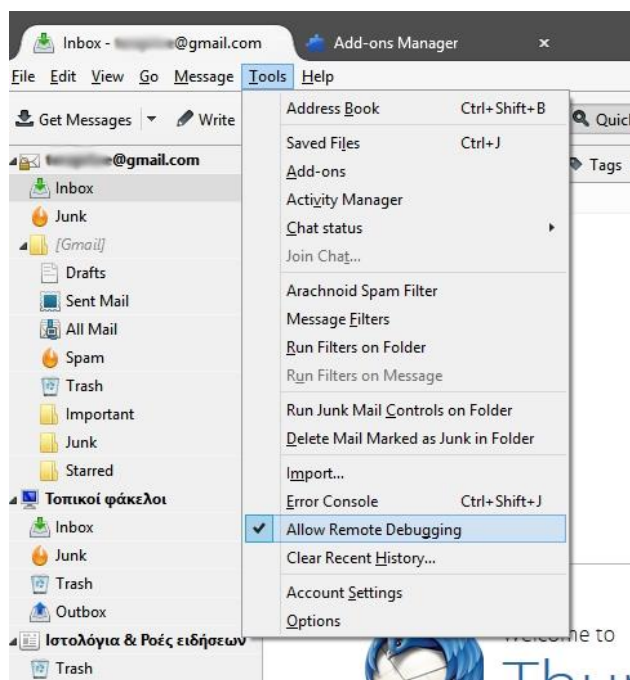 Inbox - @gmail.com
Add-ons Manager x
File Edit View Go Message Tools Help
Get Messages Write
Quicl
Tags
@gmail.com
Inbox
Junk
[Gmail]
Drafts
Sent Mail
All Mail
Spam
Trash
Important
Junk
Starred
Τοπικοί φάκελοι
Inbox
Junk
Trash
Outbox
Ιστολόγια & Ροές ειδήσεων
Trash
Address Book Ctrl+Shift+B
Saved Files Ctrl+J
Add-ons
Activity Manager
Chat status
Join Chat...
Arachnoid Spam Filter
Message Filters
Run Filters on Folder
Run Filters on Message
Run Junk Mail Controls on Folder
Delete Mail Marked as Junk in Folder
Import...
Error Console Ctrl+Shift+J
Allow Remote Debugging
Clear Recent History...
Account Settings
Options
welcome to